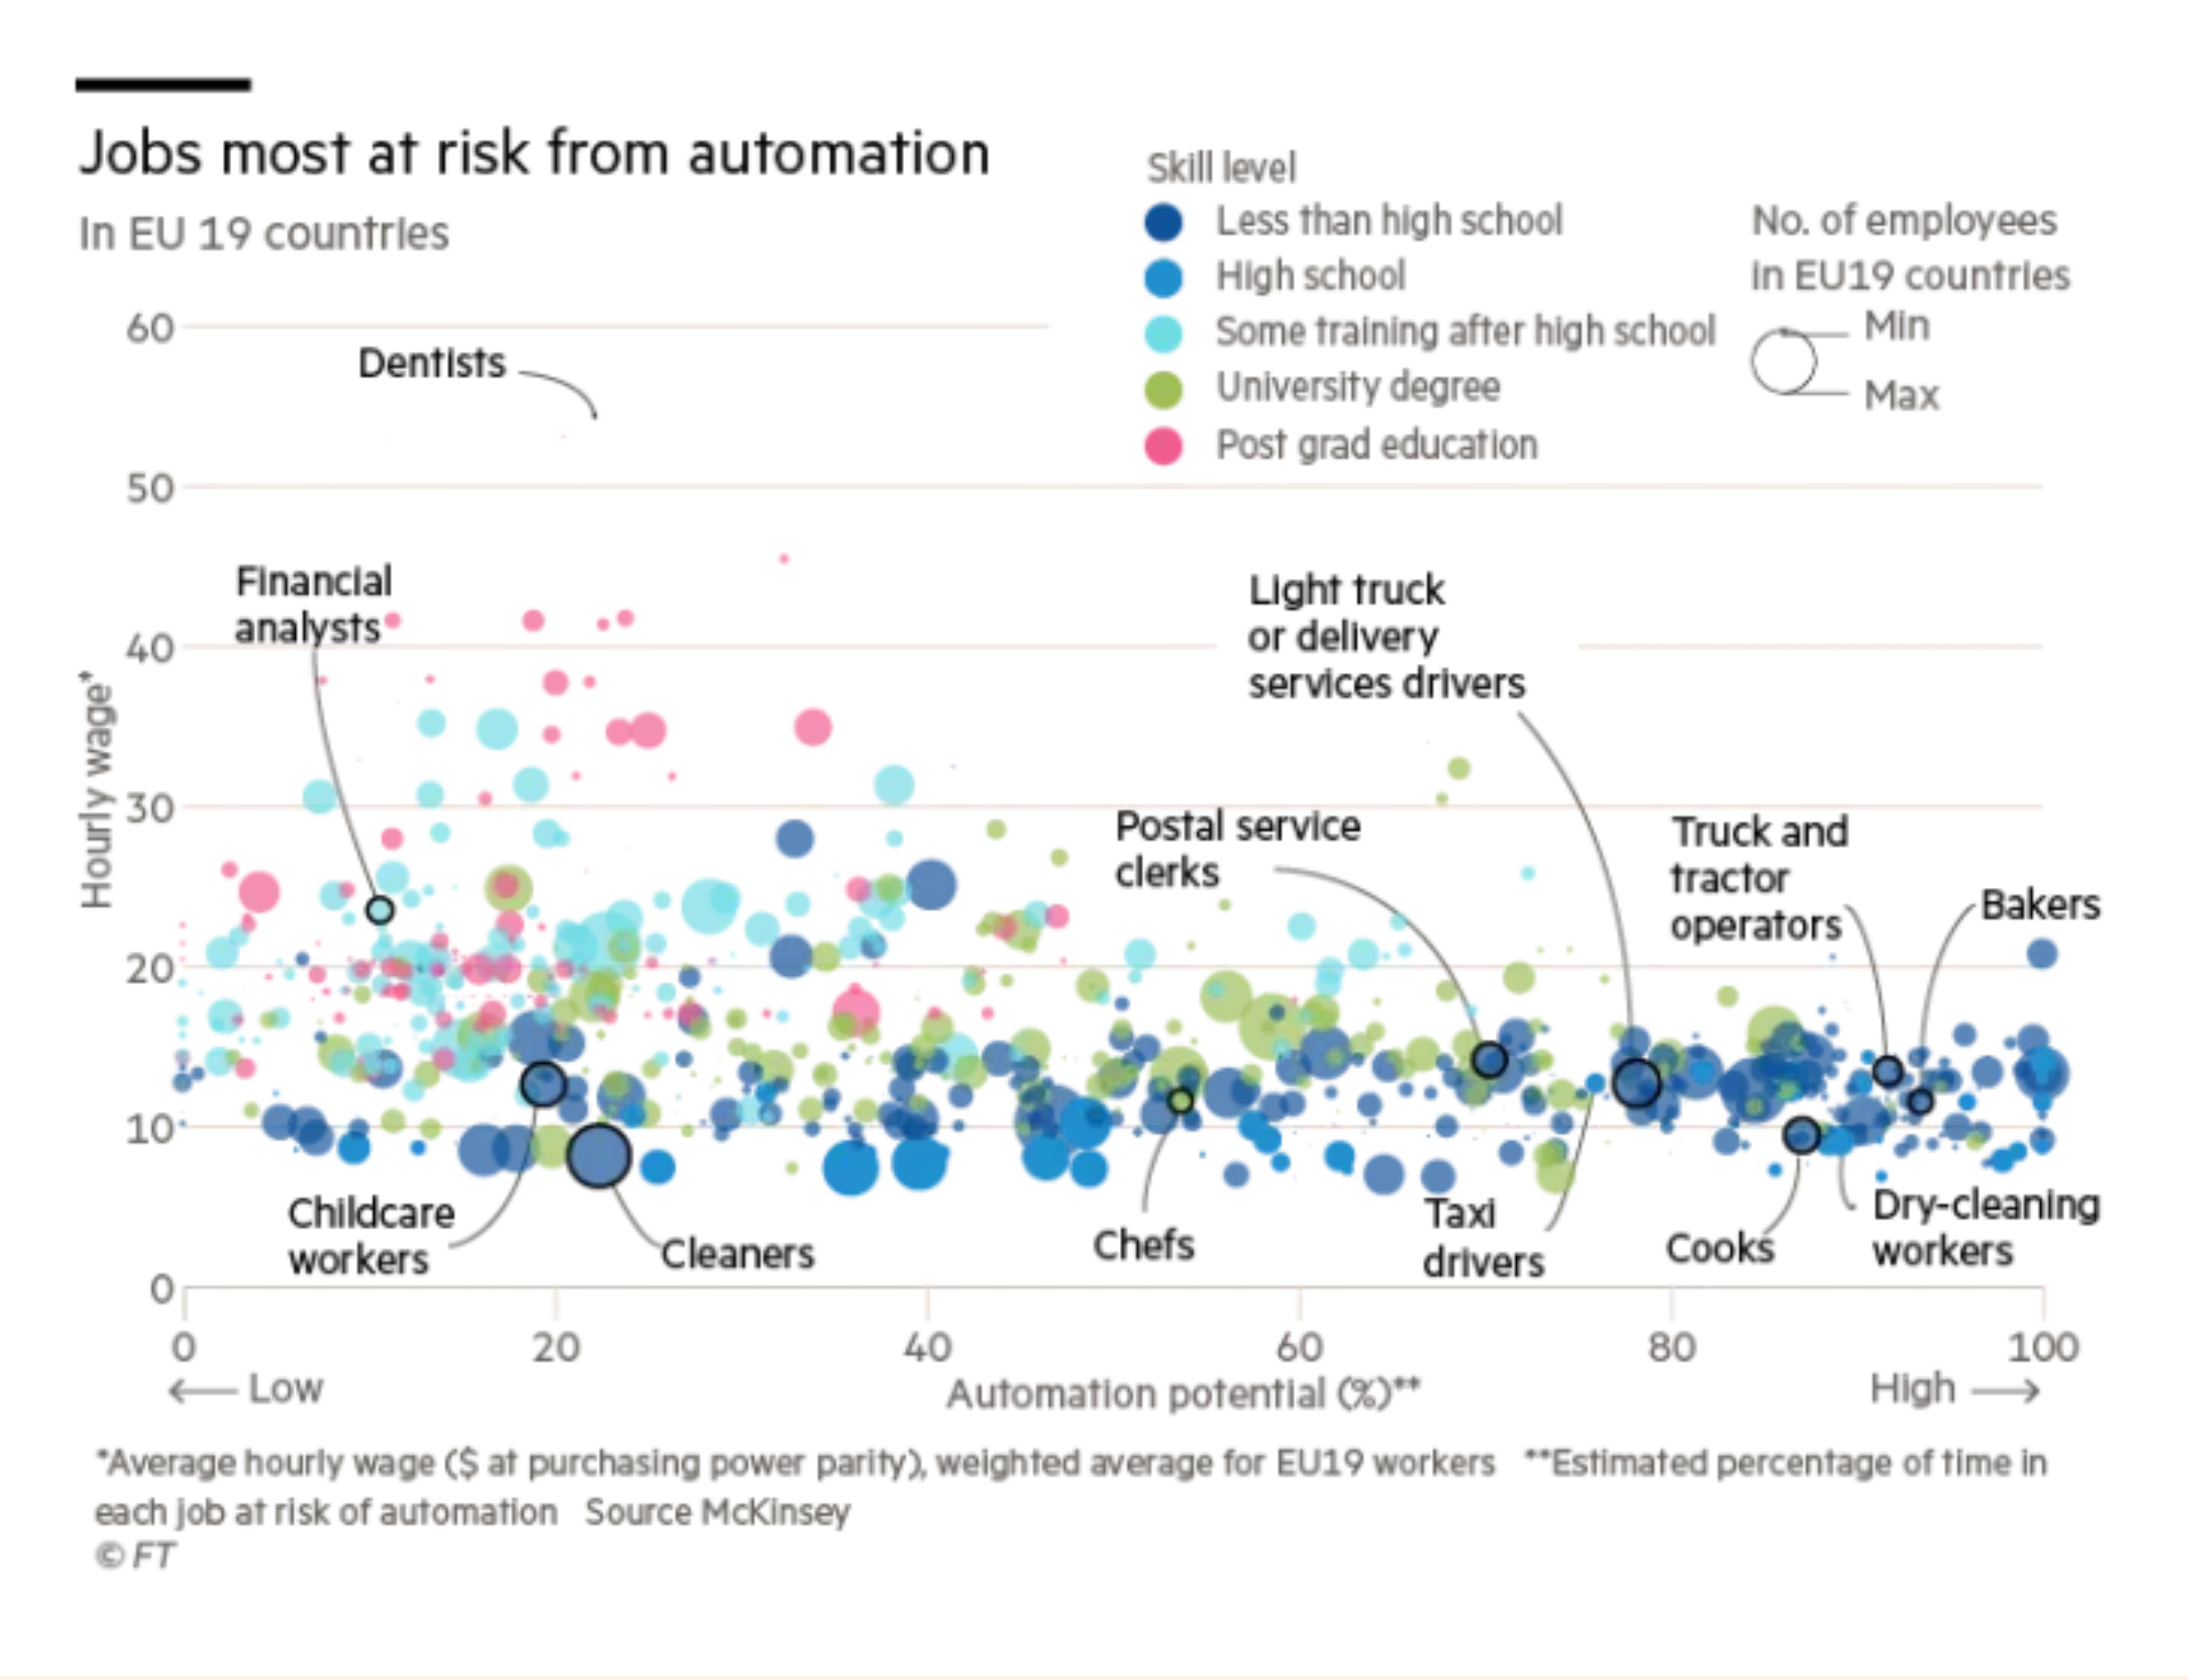 Jobs most at risk from automation
In EU 19 countries
Skill level
Less than high school
High school
Some training after high school
University degree
Post grad education
No. of employees
in EU19 countries
Min
Max
60
50
40
30
20
10
0
Hourly wage*
Dentists
Financial
analysts
Light truck
or delivery
services drivers
Postal service
clerks
Truck and
tractor
operators
Bakers
Childcare
workers
Cleaners
Chefs
Taxi
drivers
Cooks
Dry-cleaning
workers
0
20
40
60
80
100
← Low
Automation potential (%)**
High →
*Average hourly wage ($ at purchasing power parity), weighted average for EU19 workers **Estimated percentage of time in
each job at risk of automation Source McKinsey
© FT